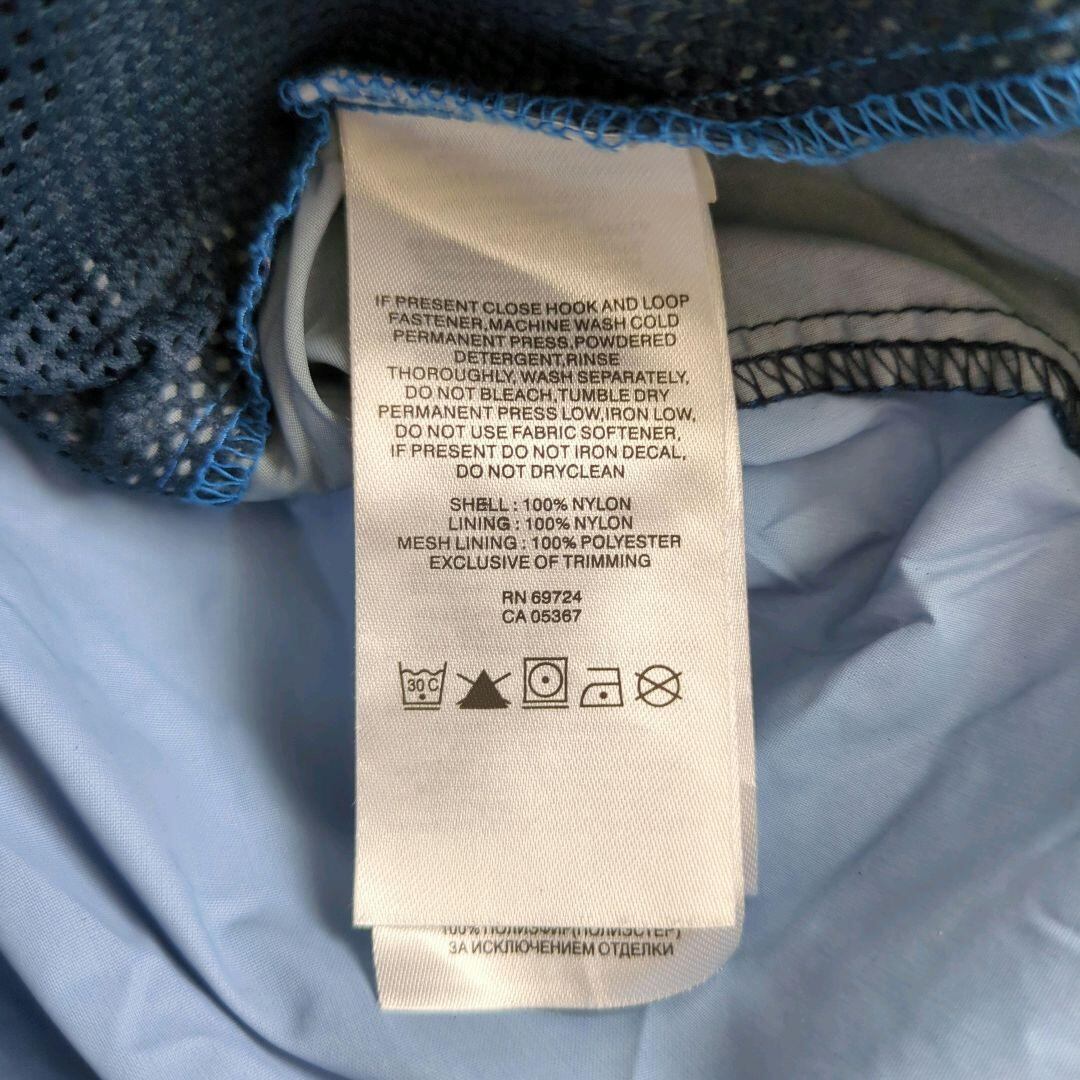 IF PRESENT CLOSE HOOK AND LOOP
FASTENER,MACHINE WASH COLD
PERMANENT PRESS,POWDERED
DETERGENT,RINSE
THOROUGHLY, WASH SEPARATELY,
DO NOT BLEACH,TUMBLE DRY
PERMANENT PRESS LOW,IRON LOW,
DO NOT USE FABRIC SOFTENER,
IF PRESENT DO NOT IRON DECAL,
DO NOT DRYCLEAN
SHELL : 100% NYLON
LINING : 100% NYLON
MESH LINING : 100% POLYESTER
EXCLUSIVE OF TRIMMING
RN 69724
CA 05367
30 C
100% ПОЛИЭФИР(ПОЛИЭСТЕР)
ЗА ИСКЛЮЧЕНИЕМ ОТДЕЛКИ